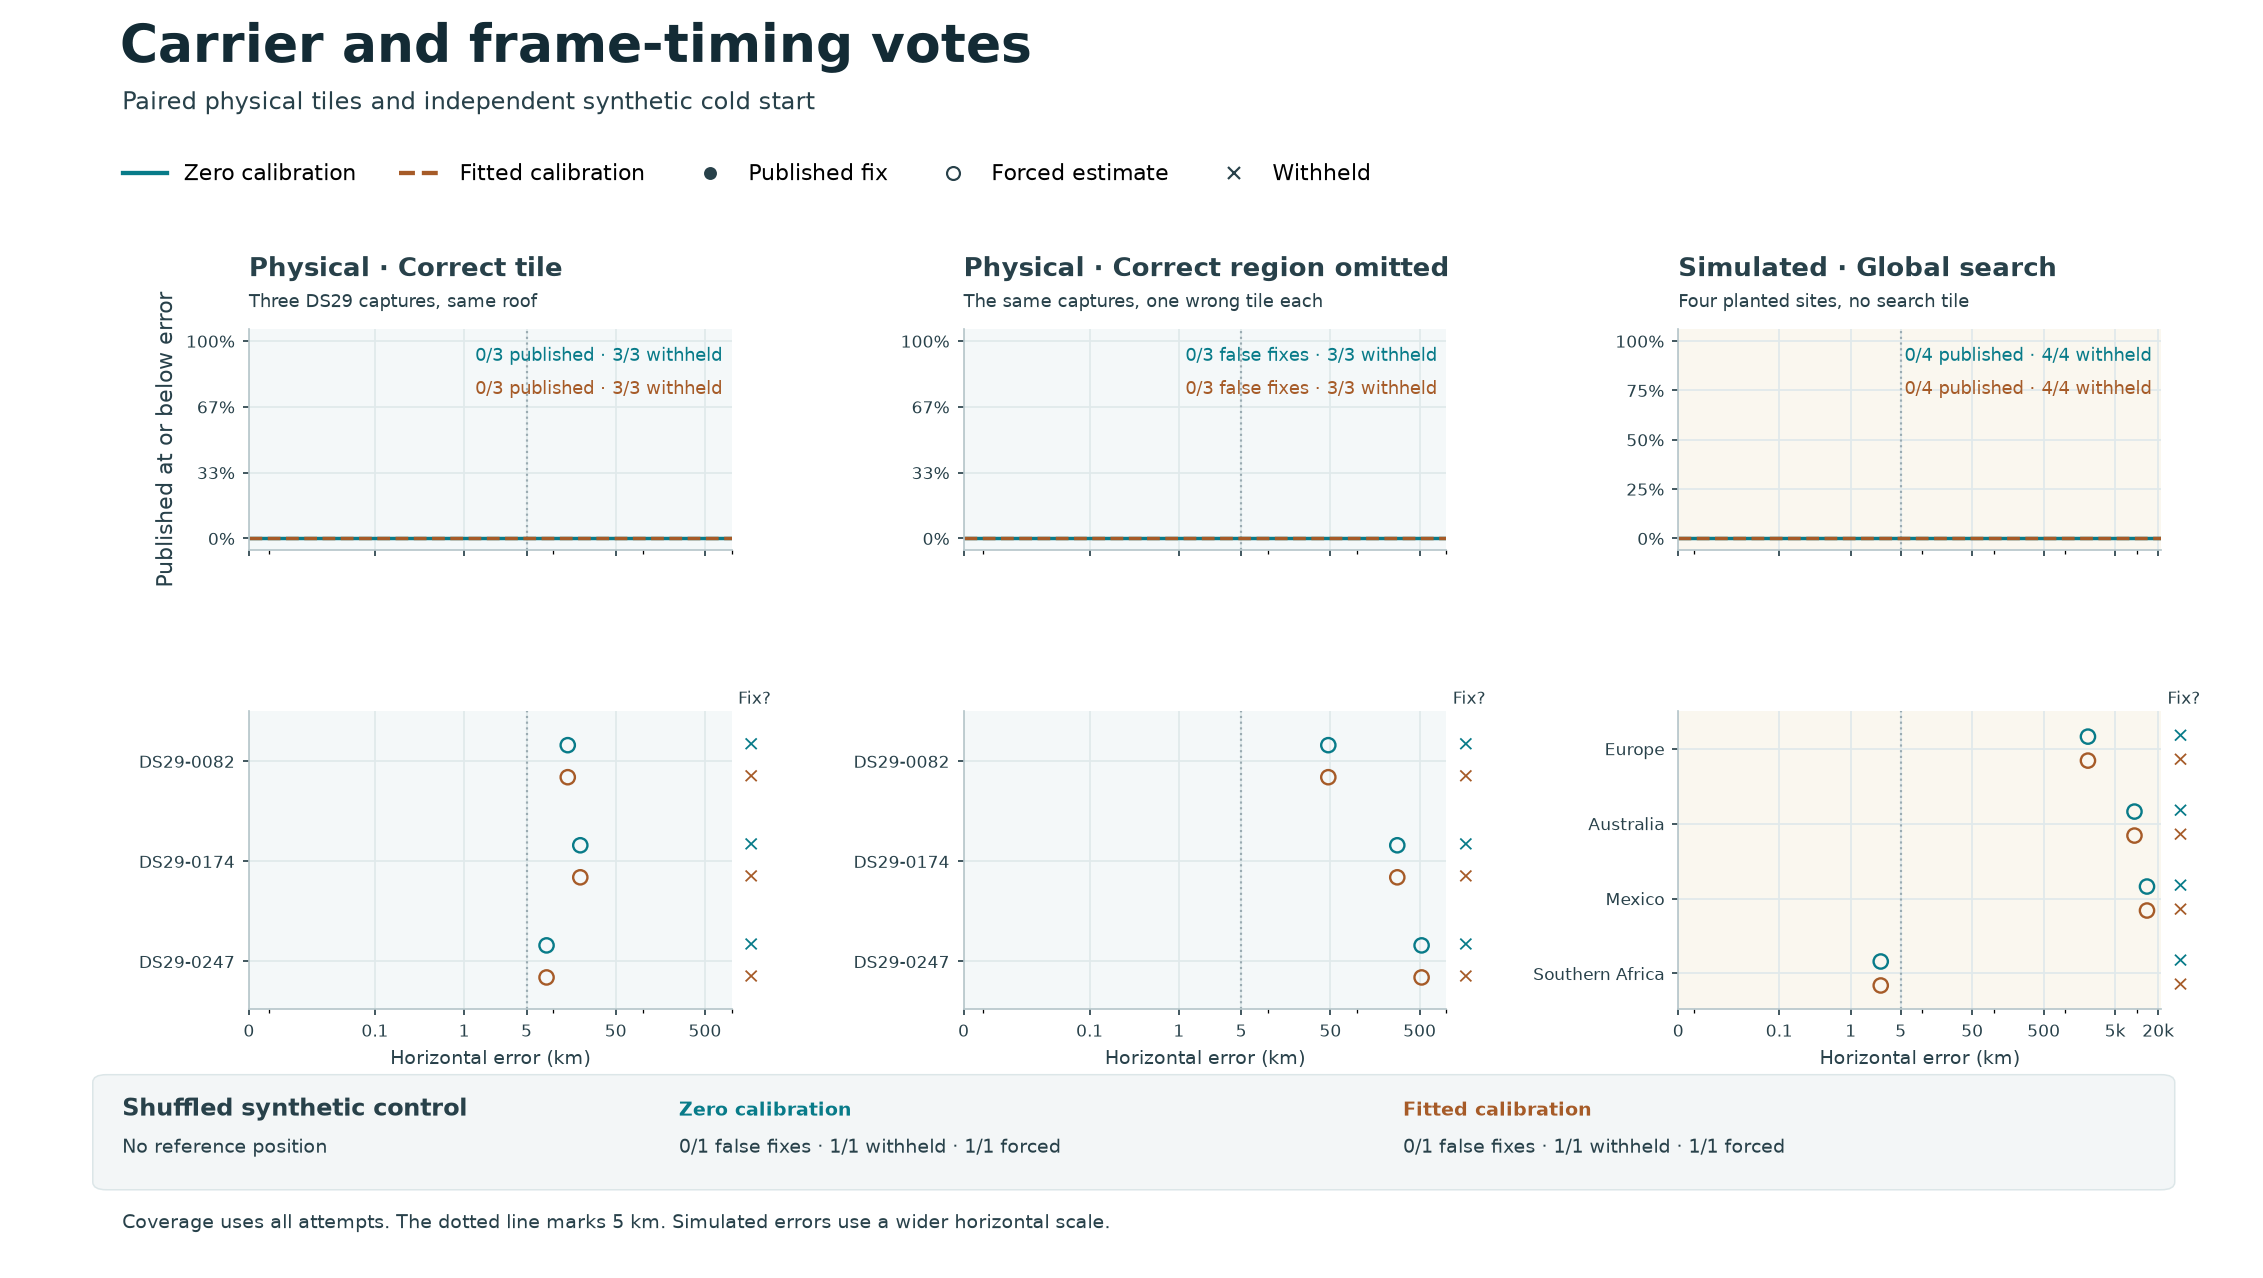 Carrier and frame-timing votes
Paired physical tiles and independent synthetic cold start
Zero calibration
Fitted calibration
Published fix
Forced estimate
Withheld
Physical · Correct tile
Three DS29 captures, same roof
Published at or below error
100%
67%
33%
0%
0/3 published · 3/3 withheld
0/3 published · 3/3 withheld
Physical · Correct region omitted
The same captures, one wrong tile each
100%
67%
33%
0%
0/3 false fixes · 3/3 withheld
0/3 false fixes · 3/3 withheld
Simulated · Global search
Four planted sites, no search tile
100%
75%
50%
25%
0%
0/4 published · 4/4 withheld
0/4 published · 4/4 withheld
Fix?
DS29-0082
DS29-0174
DS29-0247
0 0.1 1 5 50 500
Horizontal error (km)
Fix?
DS29-0082
DS29-0174
DS29-0247
0 0.1 1 5 50 500
Horizontal error (km)
Fix?
Europe
Australia
Mexico
Southern Africa
0 0.1 1 5 50 500 5k 20k
Horizontal error (km)
Shuffled synthetic control
No reference position
Zero calibration
0/1 false fixes · 1/1 withheld · 1/1 forced
Fitted calibration
0/1 false fixes · 1/1 withheld · 1/1 forced
Coverage uses all attempts. The dotted line marks 5 km. Simulated errors use a wider horizontal scale.